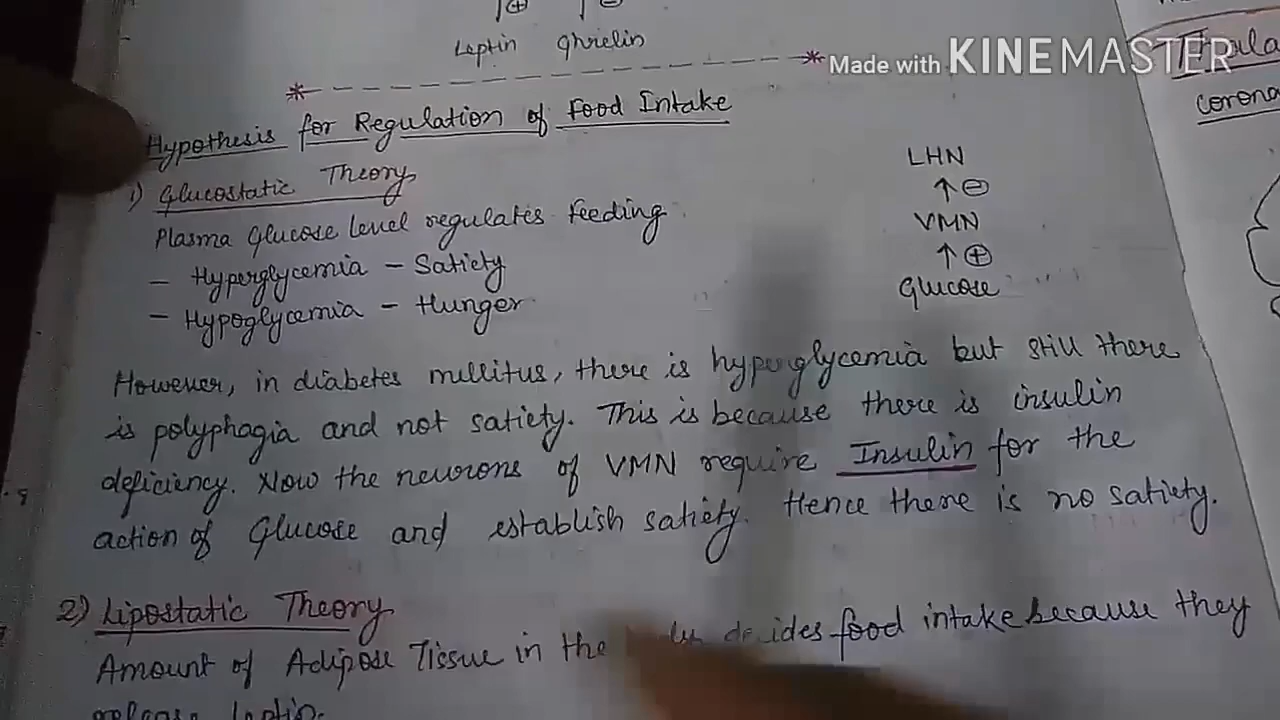 ↑⊕ ↑⊖
Leptin Ghrelin
Made with KINEMASTER
Hypothesis for Regulation of Food Intake
1) Glucostatic Theory
Plasma Glucose level regulates Feeding
- Hyperglycemia - Satiety
- Hypoglycemia - Hunger
LHN
↑⊖
VMN
↑⊕
Glucose
However, in diabetes mellitus, there is hyperglycemia but still there
is polyphagia and not satiety. This is because there is insulin
deficiency. Now the neurons of VMN require Insulin for the
action of Glucose and establish satiety. Hence there is no satiety.
2) Lipostatic Theory
Amount of Adipose Tissue in the decides food intake because they
release leptin.
Thala
Corona